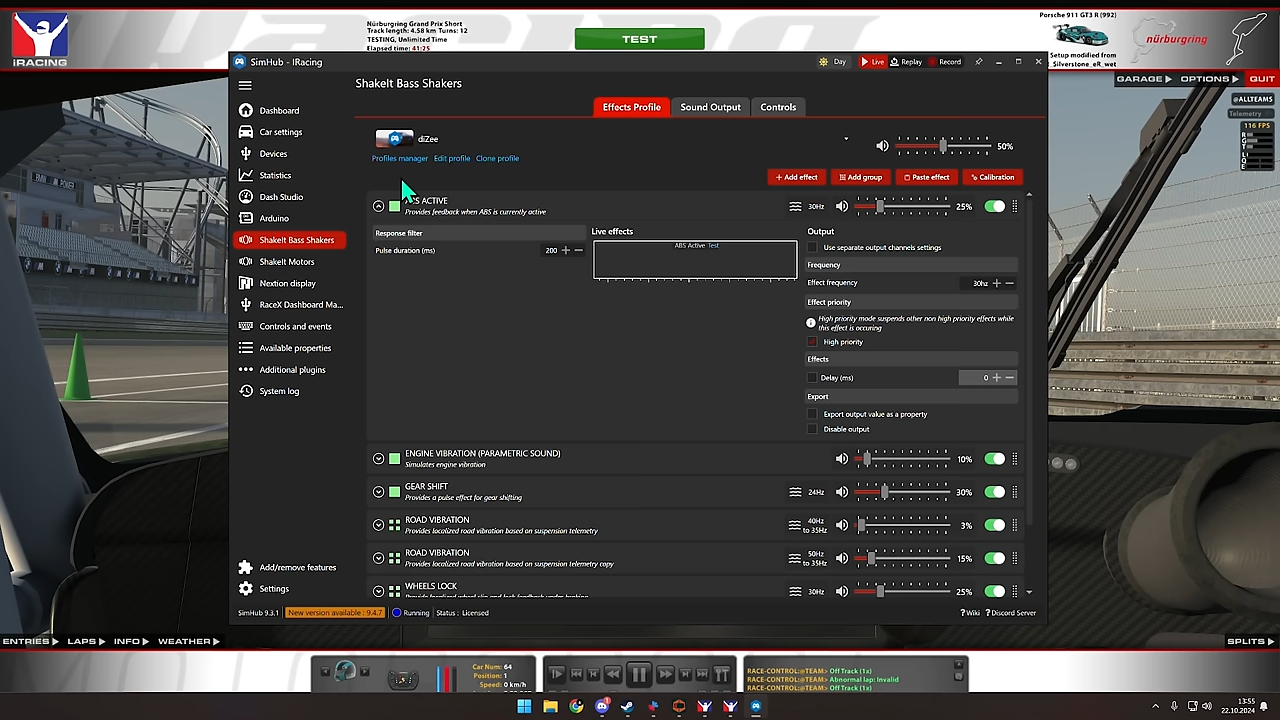 iRACING
Nürburgring Grand Prix Short
Track length: 4.58 km Turns: 12
TESTING, Unlimited Time
Elapsed time: 41:25
TEST
Porsche 911 GT3 R (992)
Setup modified from
_Silverstone_eR_wet
nürburgring
GARAGE
OPTIONS
QUIT
@ALLTEAMS
Telemetry
116 FPS
SimHub - IRacing
Day
Live
Replay
Record
ShakeIt Bass Shakers
Effects Profile
Sound Output
Controls
Dashboard
Car settings
Devices
Statistics
Dash Studio
Arduino
ShakeIt Bass Shakers
ShakeIt Motors
Nextion display
RaceX Dashboard Ma...
Controls and events
Available properties
Additional plugins
System log
Add/remove features
Settings
diZee
Profiles manager
Edit profile
Clone profile
50%
Add effect
Add group
Paste effect
Calibration
ACTIVE
Provides feedback when ABS is currently active
30Hz
25%
Response filter
Pulse duration (ms)
200
Live effects
ABS Active Test
Output
Use separate output channels settings
Frequency
Effect frequency
30hz
Effect priority
High priority mode suspends other non high priority effects while
this effect is occuring
High priority
Effects
Delay (ms)
0
Export
Export output value as a property
Disable output
ENGINE VIBRATION (PARAMETRIC SOUND)
Simulates engine vibration
10%
GEAR SHIFT
Provides a pulse effect for gear shifting
24Hz
30%
ROAD VIBRATION
Provides localized road vibration based on suspension telemetry
40Hz
to 35Hz
3%
ROAD VIBRATION
Provides localized road vibration based on suspension telemetry copy
50Hz
to 35Hz
15%
WHEELS LOCK
30Hz
25%
SimHub 9.3.1
New version available : 9.4.7
Running
Status : Licensed
Wiki
Discord Server
ENTRIES
LAPS
INFO
WEATHER
SPLITS
Car Num: 64
Position: 1
Speed: 0 km/h
RACE-CONTROL:@TEAM> Off Track (1x)
RACE-CONTROL:@TEAM> Abnormal lap: Invalid
RACE-CONTROL:@TEAM> Off Track (1x)
13:55
22.10.2024